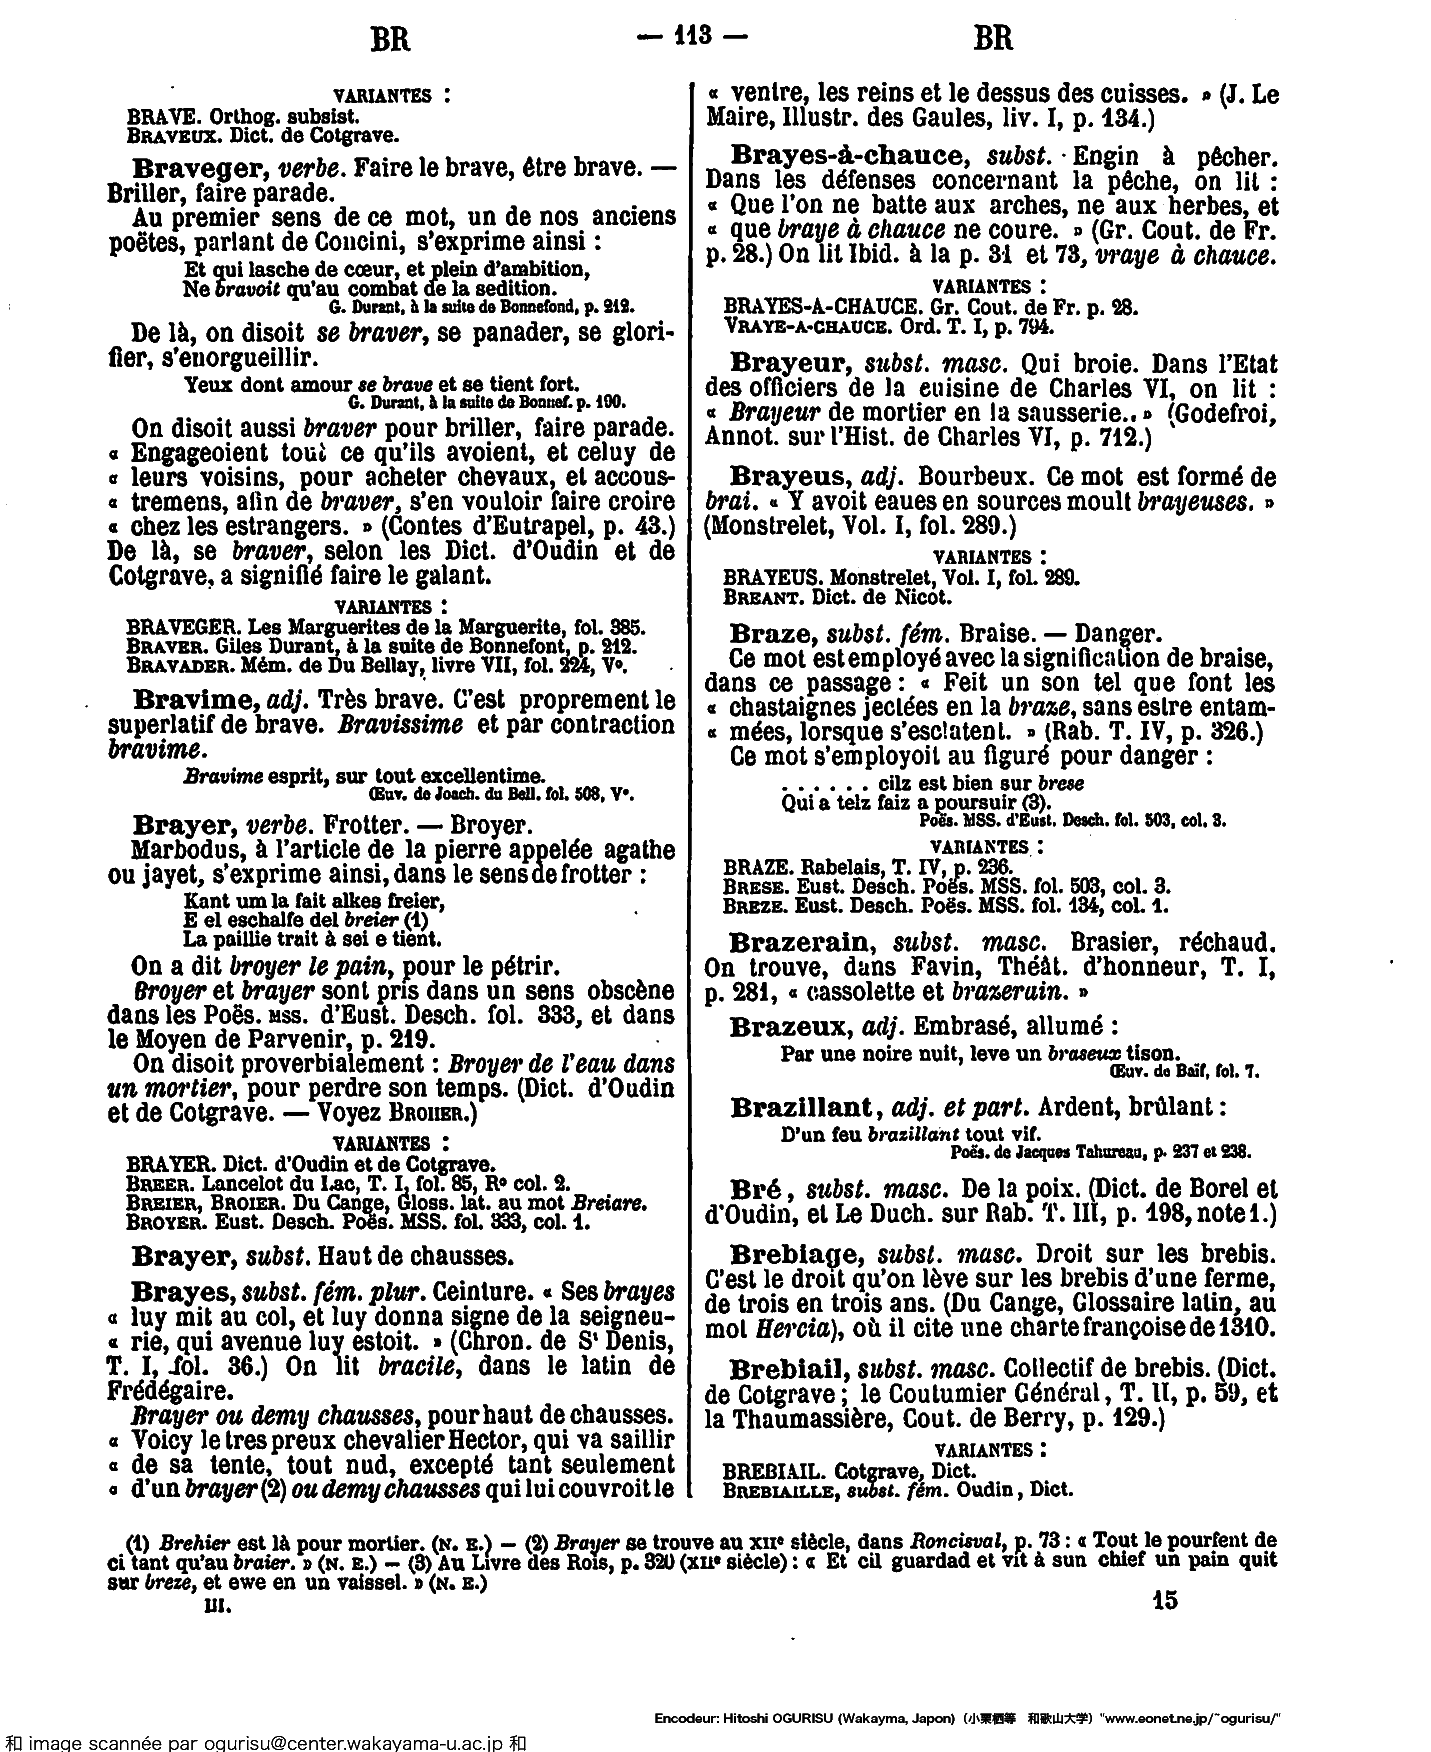 BR — 113 — BR
VARIANTES :
BRAVE. Orthog. subsist.
BRAVEUX. Dict. de Cotgrave.
Braveger, verbe. Faire le brave, être brave. —
Briller, faire parade.
Au premier sens de ce mot, un de nos anciens
poëtes, parlant de Concini, s'exprime ainsi :
Et qui lasche de cœur, et plein d'ambition,
Ne bravoit qu'au combat de la sedition.
G. Durant, à la suite de Bonnefond, p. 212.
De là, on disoit se braver, se panader, se glori-
fier, s'enorgueillir.
Yeux dont amour se brave et se tient fort.
G. Durant, à la suite de Bonnef. p. 190.
On disoit aussi braver pour briller, faire parade.
« Engageoient tout ce qu'ils avoient, et celuy de
« leurs voisins, pour acheter chevaux, et accous-
« tremens, afin de braver, s'en vouloir faire croire
« chez les estrangers. » (Contes d'Eutrapel, p. 43.)
De là, se braver, selon les Dict. d'Oudin et de
Cotgrave, a signifié faire le galant.
VARIANTES :
BRAVEGER. Les Marguerites de la Marguerite, fol. 385.
BRAVER. Giles Durant, à la suite de Bonnefont, p. 212.
BRAVADER. Mém. de Du Bellay, livre VII, fol. 224, Vº.
Bravime, adj. Très brave. C'est proprement le
superlatif de brave. Bravissime et par contraction
bravime.
Bravime esprit, sur tout excellentime.
Œuv. de Joach. du Bell. fol. 508, Vº.
Brayer, verbe. Frotter. — Broyer.
Marbodus, à l'article de la pierre appelée agathe
ou jayet, s'exprime ainsi, dans le sens de frotter :
Kant um la fait alkes freier,
E el eschalfe del breier (1)
La paillie trait à sei e tient.
On a dit broyer le pain, pour le pétrir.
Broyer et brayer sont pris dans un sens obscène
dans les Poës. MSS. d'Eust. Desch. fol. 333, et dans
le Moyen de Parvenir, p. 219.
On disoit proverbialement : Broyer de l'eau dans
un mortier, pour perdre son temps. (Dict. d'Oudin
et de Cotgrave. — Voyez BROIIER.)
VARIANTES :
BRAYER. Dict. d'Oudin et de Cotgrave.
BREER. Lancelot du Lac, T. I, fol. 85, Rº col. 2.
BREIER, BROIER. Du Cange, Gloss. lat. au mot Breiare.
BROYER. Eust. Desch. Poës. MSS. fol. 333, col. 1.
Brayer, subst. Haut de chausses.
Brayes, subst. fém. plur. Ceinture. « Ses brayes
« luy mit au col, et luy donna signe de la seigneu-
« rie, qui avenue luy estoit. » (Chron. de St Denis,
T. I, fol. 36.) On lit bracile, dans le latin de
Frédégaire.
Brayer ou demy chausses, pour haut de chausses.
« Voicy le tres preux chevalier Hector, qui va saillir
« de sa tente, tout nud, excepté tant seulement
« d'un brayer (2) ou demy chausses qui lui couvroit le
« ventre, les reins et le dessus des cuisses. » (J. Le
Maire, Illustr. des Gaules, liv. I, p. 134.)
Brayes-à-chauce, subst. Engin à pêcher.
Dans les défenses concernant la pêche, on lit :
« Que l'on ne batte aux arches, ne aux herbes, et
« que braye à chauce ne coure. » (Gr. Cout. de Fr.
p. 28.) On lit Ibid. à la p. 31 et 73, vraye à chauce.
VARIANTES :
BRAYES-A-CHAUCE. Gr. Cout. de Fr. p. 28.
VRAYE-A-CHAUCE. Ord. T. I, p. 794.
Brayeur, subst. masc. Qui broie. Dans l'Etat
des officiers de la cuisine de Charles VI, on lit :
« Brayeur de mortier en la sausserie.. » (Godefroi,
Annot. sur l'Hist. de Charles VI, p. 712.)
Brayeus, adj. Bourbeux. Ce mot est formé de
brai. « Y avoit eaues en sources moult brayeuses. »
(Monstrelet, Vol. I, fol. 289.)
VARIANTES :
BRAYEUS. Monstrelet, Vol. I, fol. 289.
BREANT. Dict. de Nicot.
Braze, subst. fém. Braise. — Danger.
Ce mot est employé avec la signification de braise,
dans ce passage : « Feit un son tel que font les
« chastaignes jectées en la braze, sans estre entam-
« mées, lorsque s'esclatent. » (Rab. T. IV, p. 326.)
Ce mot s'employoit au figuré pour danger :
. . . . . . cilz est bien sur brese
Qui a telz faiz a poursuir (3).
Poës. MSS. d'Eust. Desch. fol. 503, col. 3.
VARIANTES :
BRAZE. Rabelais, T. IV, p. 236.
BRESE. Eust. Desch. Poës. MSS. fol. 503, col. 3.
BREZE. Eust. Desch. Poës. MSS. fol. 134, col. 1.
Brazerain, subst. masc. Brasier, réchaud.
On trouve, dans Favin, Théât. d'honneur, T. I,
p. 281, « cassolette et brazerain. »
Brazeux, adj. Embrasé, allumé :
Par une noire nuit, leve un braseux tison.
Œuv. de Baïf, fol. 7.
Brazillant, adj. et part. Ardent, brûlant :
D'un feu brazillant tout vif.
Poës. de Jacques Tahureau, p. 237 et 238.
Bré, subst. masc. De la poix. (Dict. de Borel et
d'Oudin, et Le Duch. sur Rab. T. III, p. 198, note 1.)
Brebiage, subst. masc. Droit sur les brebis.
C'est le droit qu'on lève sur les brebis d'une ferme,
de trois en trois ans. (Du Cange, Glossaire latin, au
mot Hercia), où il cite une charte françoise de 1310.
Brebiail, subst. masc. Collectif de brebis. (Dict.
de Cotgrave ; le Coutumier Général, T. II, p. 59, et
la Thaumassière, Cout. de Berry, p. 129.)
VARIANTES :
BREBIAIL. Cotgrave, Dict.
BREBIAILLE, subst. fém. Oudin, Dict.
(1) Brehier est là pour mortier. (N. E.) — (2) Brayer se trouve au XIIe siècle, dans Roncisval, p. 73 : « Tout le pourfent de
ci tant qu'au braier. » (N. E.) — (3) Au Livre des Rois, p. 320 (XIIe siècle) : « Et cil guardad et vit à sun chief un pain quit
sur breze, et ewe en un vaissel. » (N. E.)
III. 15
Encodeur: Hitoshi OGURISU (Wakayma, Japon) (小栗栖等 和歌山大学) "www.eonet.ne.jp/~ogurisu/"
和 image scannée par ogurisu@center.wakayama-u.ac.jp 和